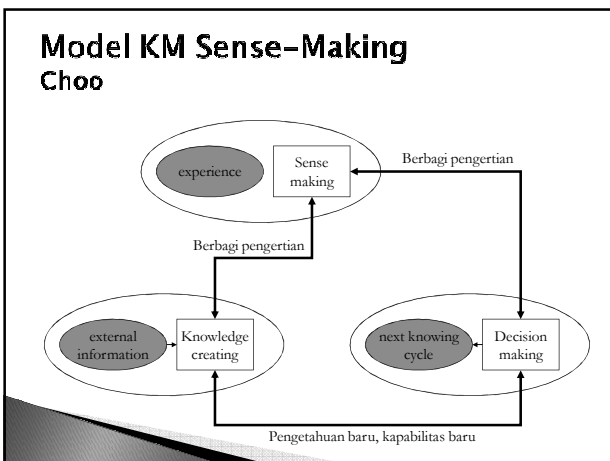 Model KM Sense-Making
Choo
experience
Sense
making
Berbagi pengertian
Berbagi pengertian
external
information
Knowledge
creating
next knowing
cycle
Decision
making
Pengetahuan baru, kapabilitas baru